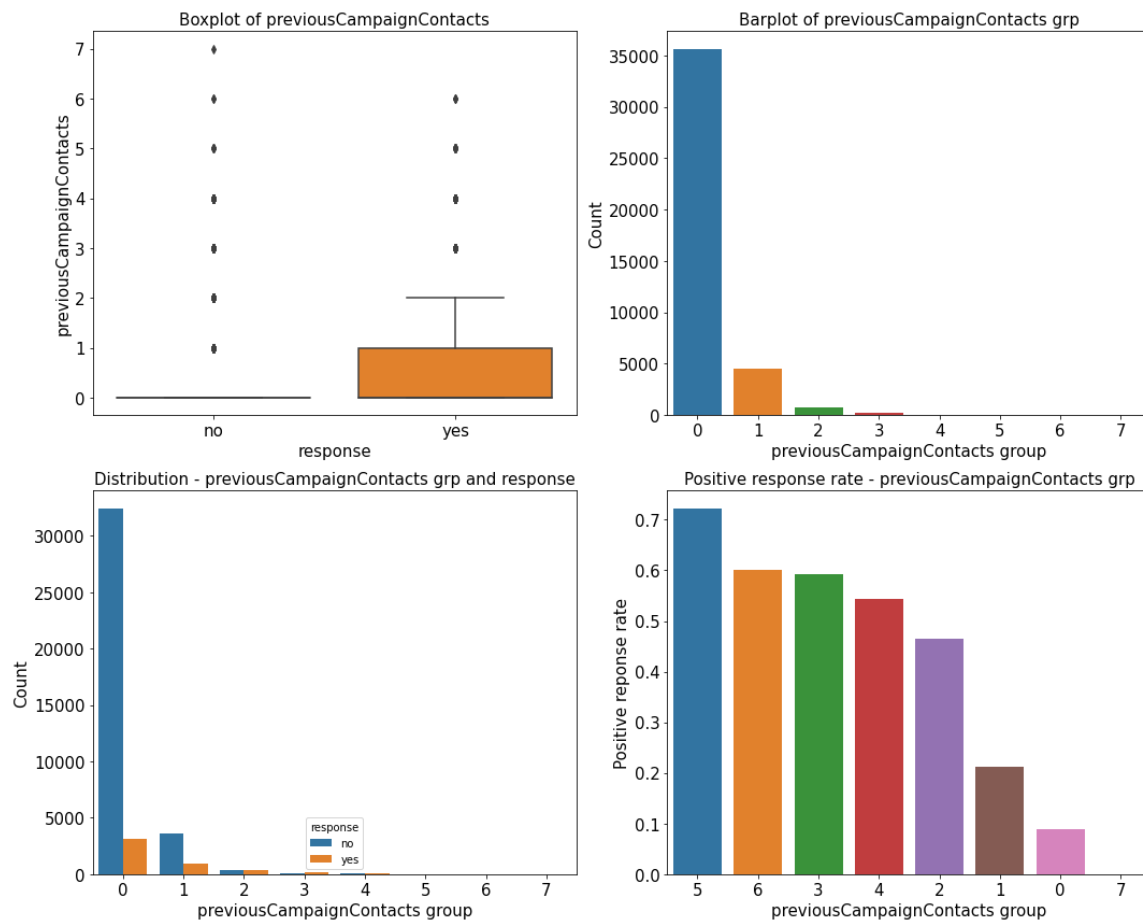 Boxplot of previousCampaignContacts
previousCampaignContacts
7
6
5
4
3
2
1
0
no yes
response
Barplot of previousCampaignContacts grp
Count
35000
30000
25000
20000
15000
10000
5000
0
0 1 2 3 4 5 6 7
previousCampaignContacts group
Distribution - previousCampaignContacts grp and response
Count
30000
25000
20000
15000
10000
5000
0
response
no
yes
0 1 2 3 4 5 6 7
previousCampaignContacts group
Positive response rate - previousCampaignContacts grp
Positive reponse rate
0.7
0.6
0.5
0.4
0.3
0.2
0.1
0.0
5 6 3 4 2 1 0 7
previousCampaignContacts group